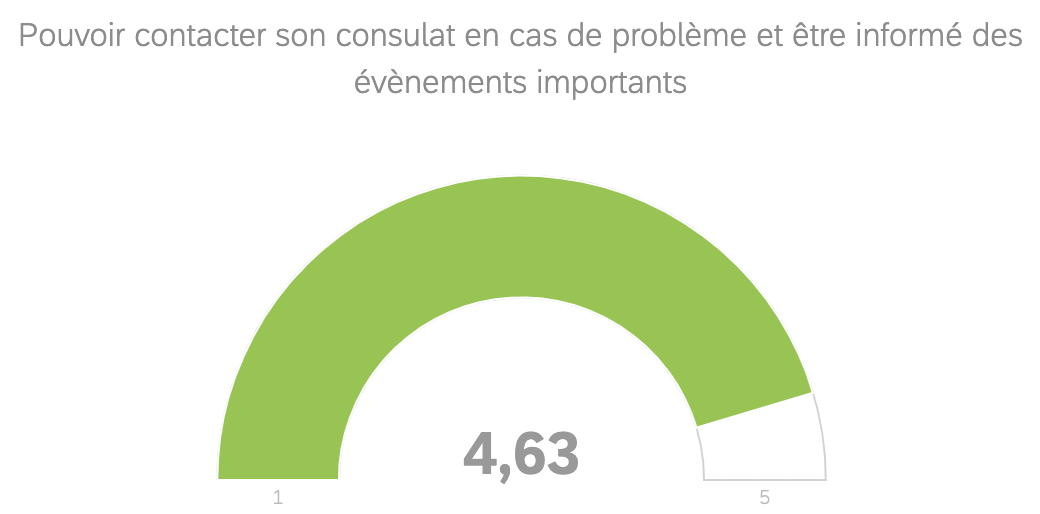 Pouvoir contacter son consulat en cas de problème et être informé des
évènements importants
4,63
1
5